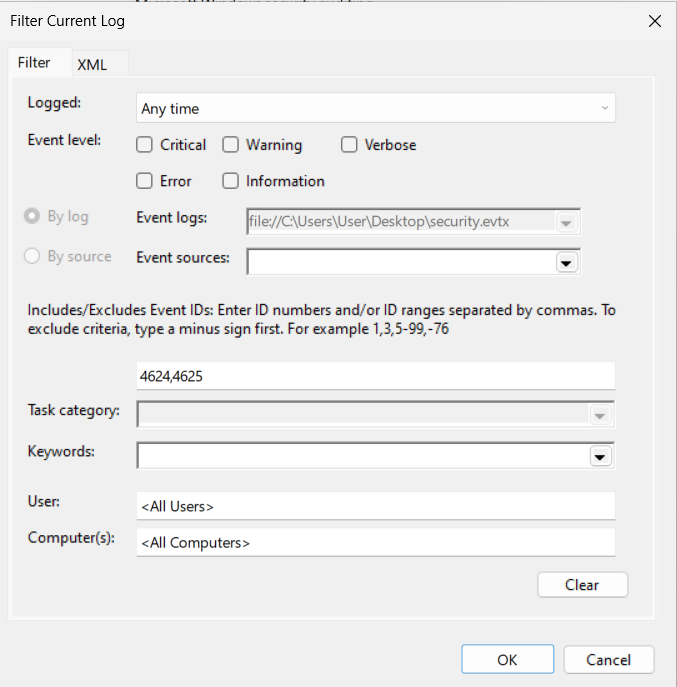 Filter Current Log
Filter
XML
Logged:
Any time
Event level:
Critical
Warning
Verbose
Error
Information
By log
Event logs:
file://C:\Users\User\Desktop\security.evtx
By source
Event sources:
Includes/Excludes Event IDs: Enter ID numbers and/or ID ranges separated by commas. To
exclude criteria, type a minus sign first. For example 1,3,5-99,-76
4624,4625
Task category:
Keywords:
User:
<All Users>
Computer(s):
<All Computers>
Clear
OK
Cancel